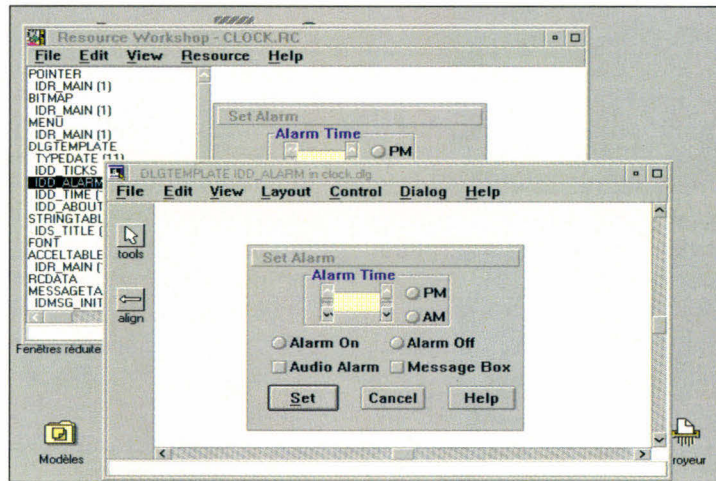 Resource Workshop - CLOCK.RC
File Edit View Resource Help
POINTER
IDR_MAIN (1)
BITMAP
IDR_MAIN (1)
MENU
IDR_MAIN (1)
DLGTEMPLATE
TYPEDATE (11)
IDD_TICKS
IDD_ALARM
IDD_TIME (
IDD_ABOUT
STRINGTABL
IDS_TITLE (
FONT
ACCELTABLE
IDR_MAIN (
RCDATA
MESSAGETA
IDMSG_INIT
Set Alarm
Alarm Time
PM
DLGTEMPLATE IDD_ALARM in clock.dlg
File Edit View Layout Control Dialog Help
tools
align
Set Alarm
Alarm Time
PM
AM
Alarm On Alarm Off
Audio Alarm Message Box
Set Cancel Help
Fenêtres réduite
Modèles
royeur